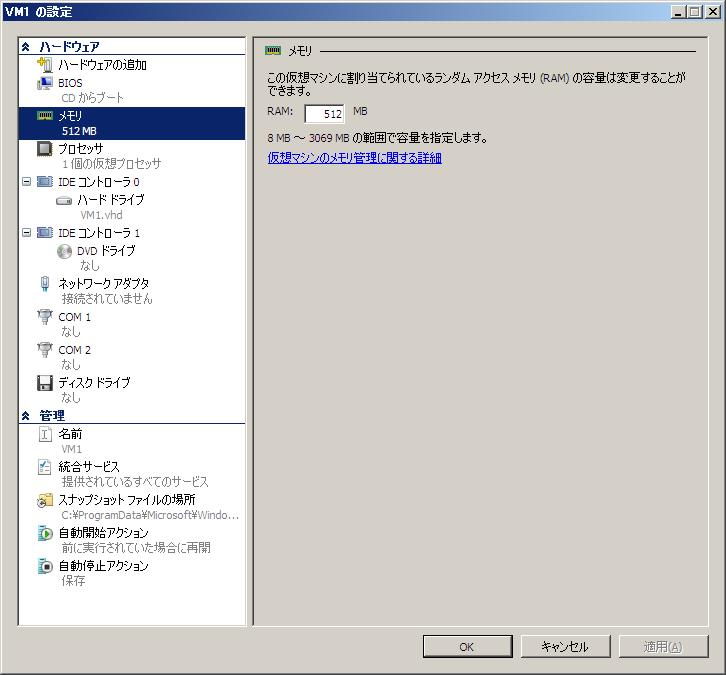 VM1 の設定
ハードウェア
ハードウェアの追加
BIOS
CD からブート
メモリ
512 MB
プロセッサ
1 個の仮想プロセッサ
IDE コントローラ 0
ハード ドライブ
VM1.vhd
IDE コントローラ 1
DVD ドライブ
なし
ネットワーク アダプタ
接続されていません
COM 1
なし
COM 2
なし
ディスク ドライブ
なし
管理
名前
VM1
統合サービス
提供されているすべてのサービス
スナップショット ファイルの場所
C:¥ProgramData¥Microsoft¥Windo...
自動開始アクション
前に実行されていた場合に再開
自動停止アクション
保存
メモリ
この仮想マシンに割り当てられているランダム アクセス メモリ (RAM) の容量は変更することが
できます。
RAM: 512 MB
8 MB ～ 3069 MB の範囲で容量を指定します。
仮想マシンのメモリ管理に関する詳細
OK
キャンセル
適用(A)